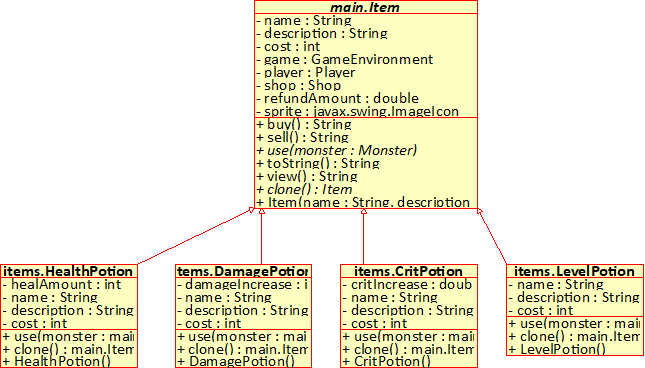 main.Item
- name : String
- description : String
- cost : int
- game : GameEnvironment
- player : Player
- shop : Shop
- refundAmount : double
- sprite : javax.swing.ImageIcon
+ buy() : String
+ sell() : String
+ use(monster : Monster)
+ toString() : String
+ view() : String
+ clone() : Item
+ Item(name : String, description
items.HealthPotion
- healAmount : int
- name : String
- description : String
- cost : int
+ use(monster : mai
+ clone() : main.Item
+ HealthPotion()
tems.DamagePotion
- damageIncrease : i
- name : String
- description : String
- cost : int
+ use(monster : mai
+ clone() : main.Item
+ DamagePotion()
items.CritPotion
- critIncrease : doub
- name : String
- description : String
- cost : int
+ use(monster : mai
+ clone() : main.Item
+ CritPotion()
items.LevelPotion
- name : String
- description : String
- cost : int
+ use(monster : mai
+ clone() : main.Item
+ LevelPotion()